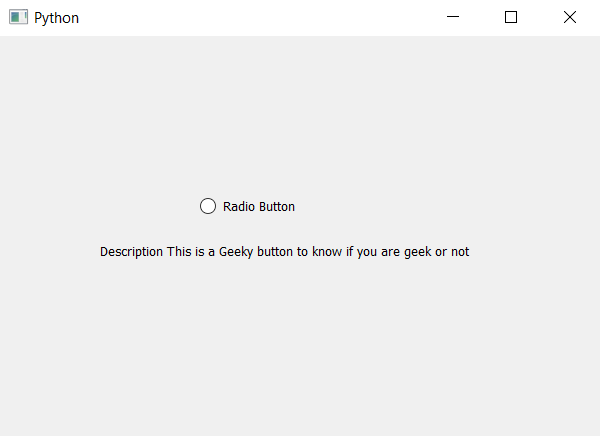 Python
Radio Button
Description This is a Geeky button to know if you are geek or not